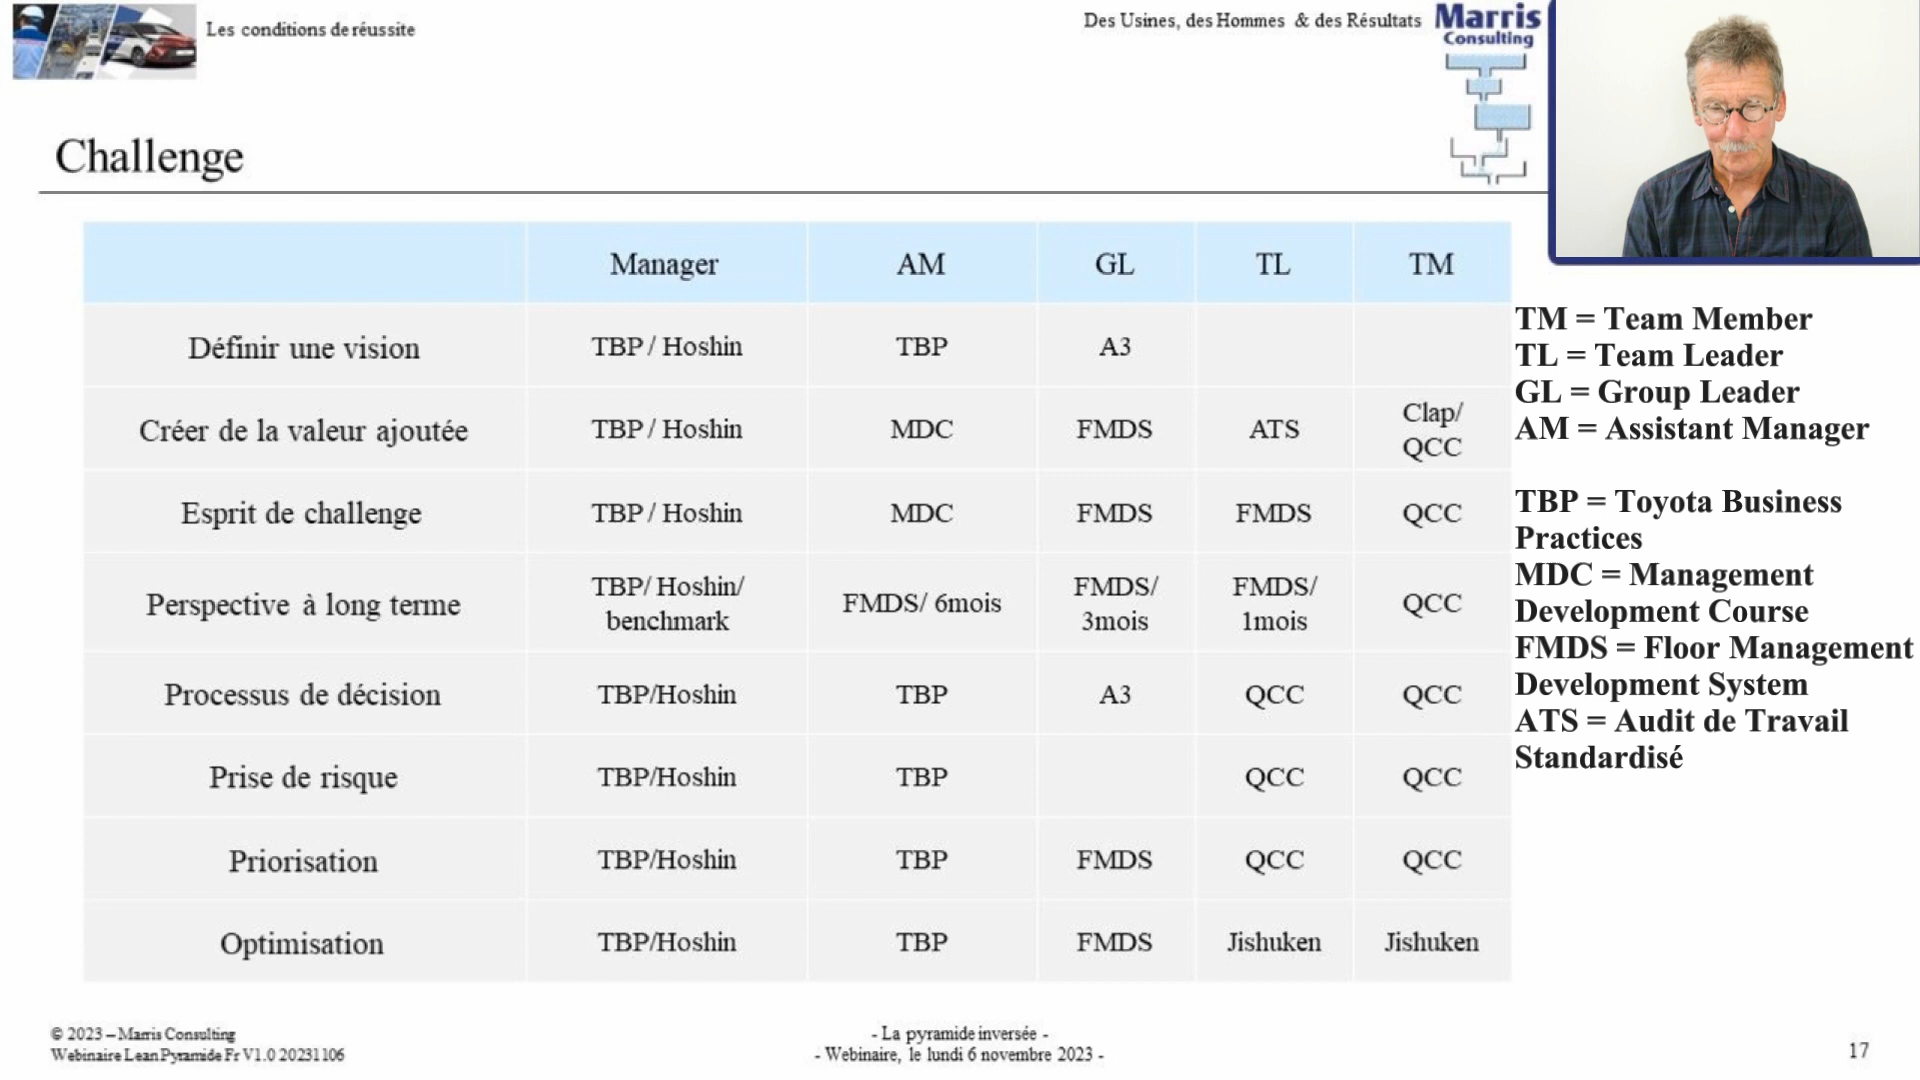 Les conditions de réussite
Des Usines, des Hommes & des Résultats
Marris
Consulting
Challenge
Manager AM GL TL TM
Définir une vision TBP / Hoshin TBP A3
Créer de la valeur ajoutée TBP / Hoshin MDC FMDS ATS Clap/
QCC
Esprit de challenge TBP / Hoshin MDC FMDS FMDS QCC
Perspective à long terme TBP/ Hoshin/
benchmark FMDS/ 6mois FMDS/
3mois FMDS/
1mois QCC
Processus de décision TBP/Hoshin TBP A3 QCC QCC
Prise de risque TBP/Hoshin TBP QCC QCC
Priorisation TBP/Hoshin TBP FMDS QCC QCC
Optimisation TBP/Hoshin TBP FMDS Jishuken Jishuken
TM = Team Member
TL = Team Leader
GL = Group Leader
AM = Assistant Manager
TBP = Toyota Business
Practices
MDC = Management
Development Course
FMDS = Floor Management
Development System
ATS = Audit de Travail
Standardisé
© 2023 – Marris Consulting
Webinaire Lean Pyramide Fr V1.0 20231106
- La pyramide inversée -
- Webinaire, le lundi 6 novembre 2023 -
17